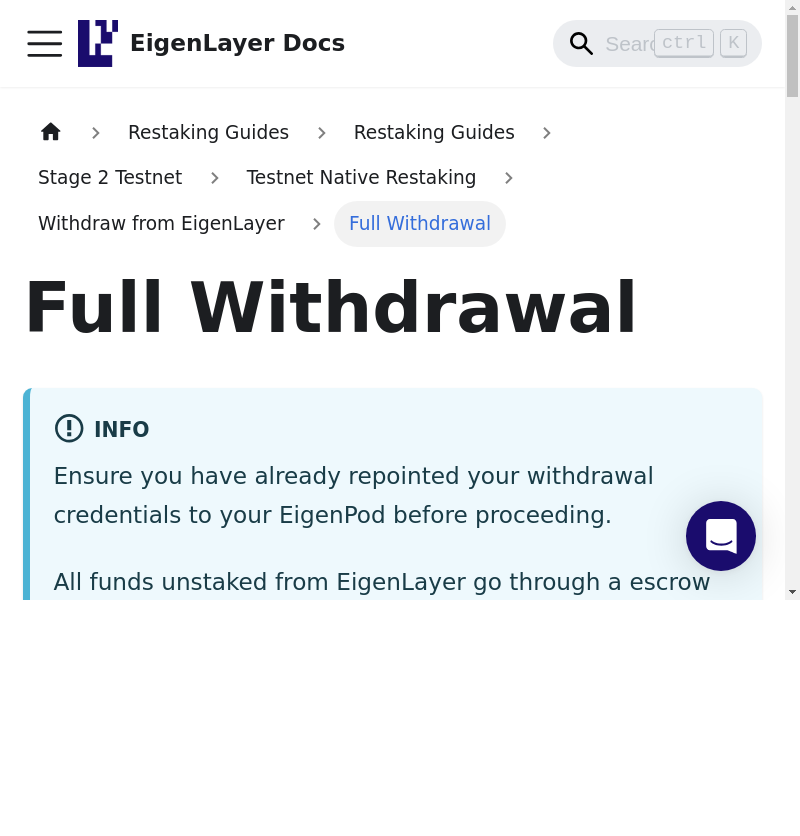 EigenLayer Docs
ctrl K
Restaking Guides Restaking Guides
Stage 2 Testnet Testnet Native Restaking
Withdraw from EigenLayer Full Withdrawal
Full Withdrawal
INFO
Ensure you have already repointed your withdrawal
credentials to your EigenPod before proceeding.
All funds unstaked from EigenLayer go through a escrow